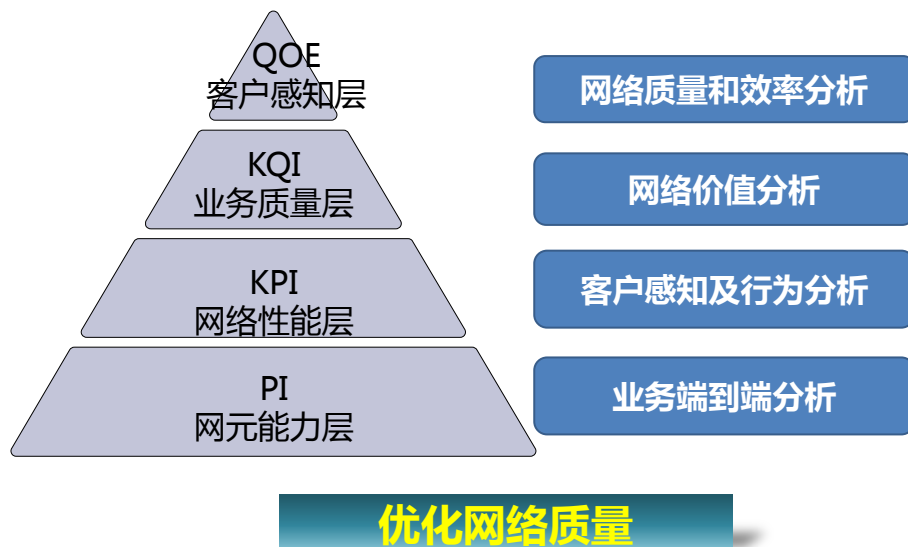 QOE
客户感知层
KQI
业务质量层
KPI
网络性能层
PI
网元能力层
网络质量和效率分析
网络价值分析
客户感知及行为分析
业务端到端分析
优化网络质量